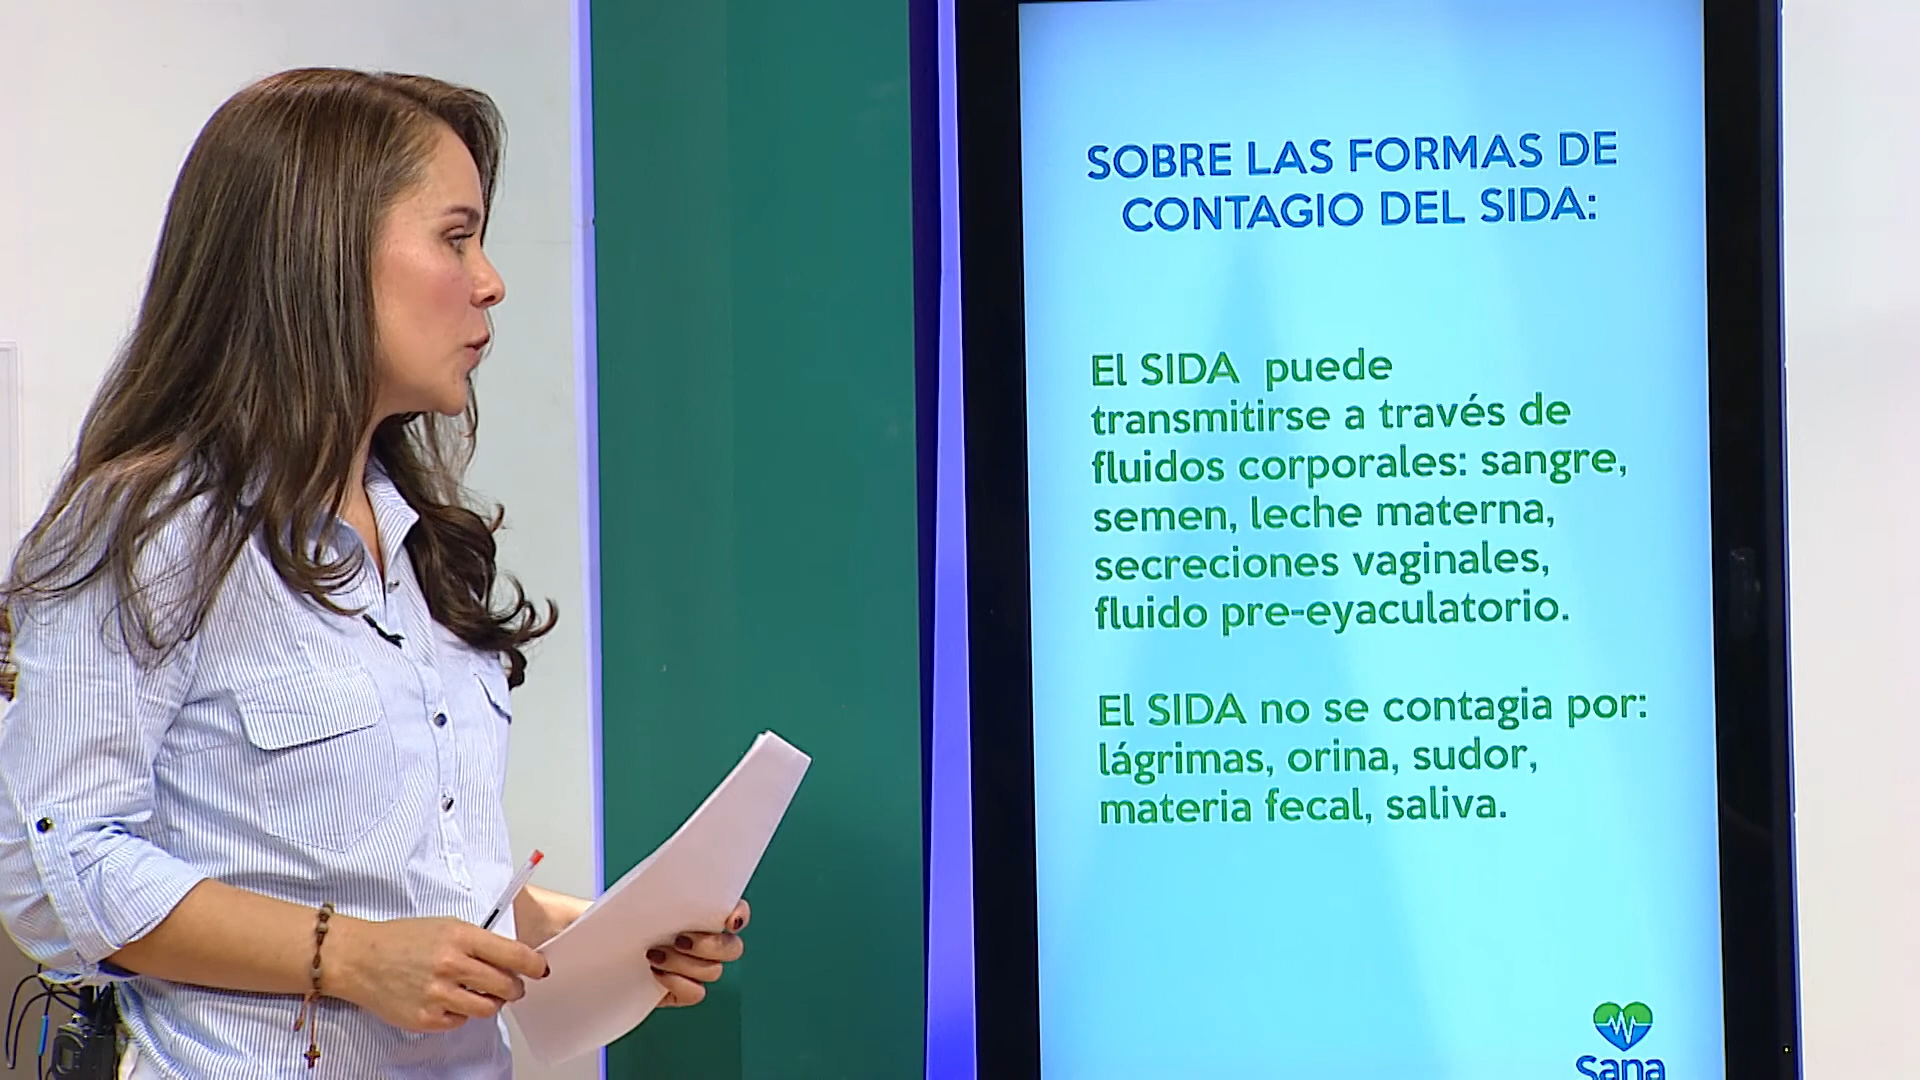 SOBRE LAS FORMAS DE
CONTAGIO DEL SIDA:
El SIDA puede
transmitirse a través de
fluidos corporales: sangre,
semen, leche materna,
secreciones vaginales,
fluido pre-eyaculatorio.
El SIDA no se contagia por:
lágrimas, orina, sudor,
materia fecal, saliva.
Sana